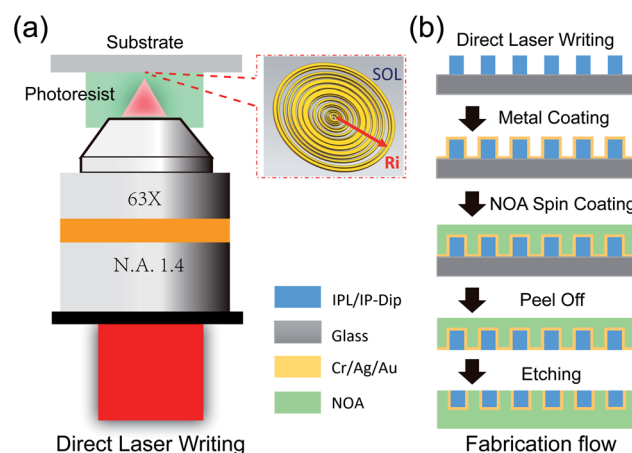 (a)
Substrate
Photoresist
SOL
Ri
63X
N.A. 1.4
Direct Laser Writing
IPL/IP-Dip
Glass
Cr/Ag/Au
NOA
(b)
Direct Laser Writing
Metal Coating
NOA Spin Coating
Peel Off
Etching
Fabrication flow